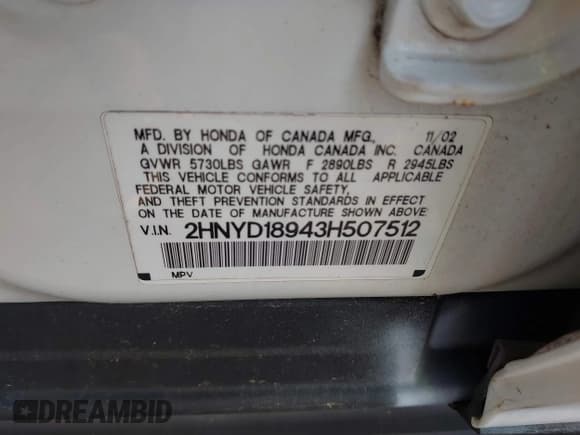 MFD. BY HONDA OF CANADA MFG., 11/02
A DIVISION OF HONDA CANADA INC. CANADA
GVWR 5730LBS GAWR F 2890LBS R 2945LBS
THIS VEHICLE CONFORMS TO ALL APPLICABLE
FEDERAL MOTOR VEHICLE SAFETY,
AND THEFT PREVENTION STANDARDS IN EFFECT
ON THE DATE OF MANUFACTURE SHOWN ABOVE
V.I.N. 2HNYD18943H507512
MPV
DREAMBID